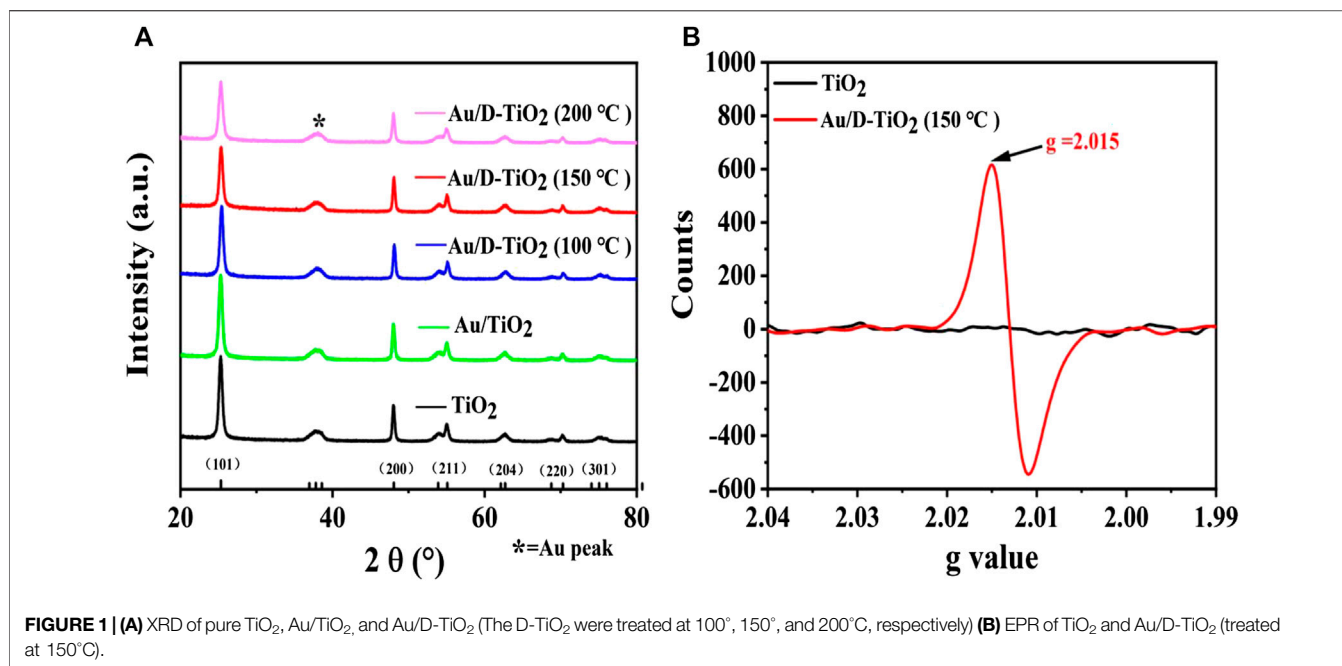 A
Intensity (a.u.)
Au/D-TiO₂ (200 ℃ )
*
Au/D-TiO₂ (150 ℃ )
Au/D-TiO₂ (100 ℃ )
Au/TiO₂
TiO₂
(101) (200) (211) (204) (220) (301)
20 40 60 80
2 θ (°)
*=Au peak
B
Counts
1000
800
600
400
200
0
-200
-400
-600
TiO₂
Au/D-TiO₂ (150 ℃ )
g =2.015
2.04 2.03 2.02 2.01 2.00 1.99
g value
FIGURE 1 | (A) XRD of pure TiO₂, Au/TiO₂, and Au/D-TiO₂ (The D-TiO₂ were treated at 100°, 150°, and 200°C, respectively) (B) EPR of TiO₂ and Au/D-TiO₂ (treated
at 150°C).